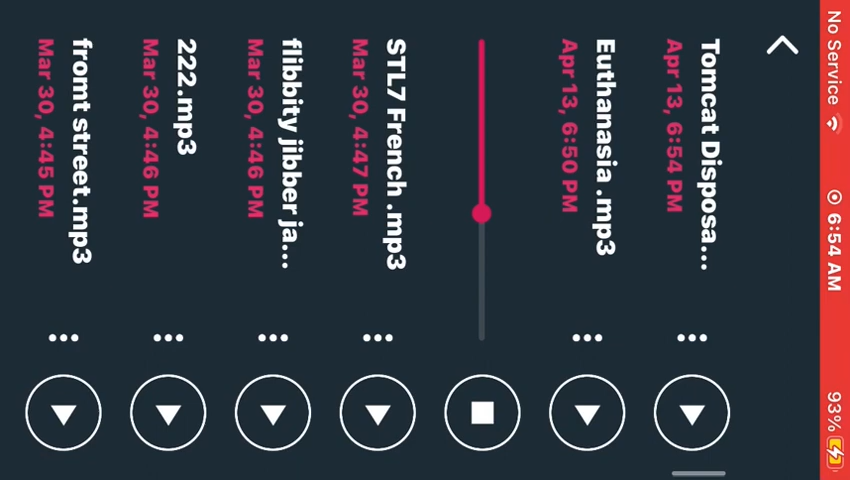 No Service
6:54 AM
93%
Tomcat Disposa...
Apr 13, 6:54 PM
Euthanasia .mp3
Apr 13, 6:50 PM
STL7 French .mp3
Mar 30, 4:47 PM
flibbity jibber ja...
Mar 30, 4:46 PM
222.mp3
Mar 30, 4:46 PM
fromt street.mp3
Mar 30, 4:45 PM